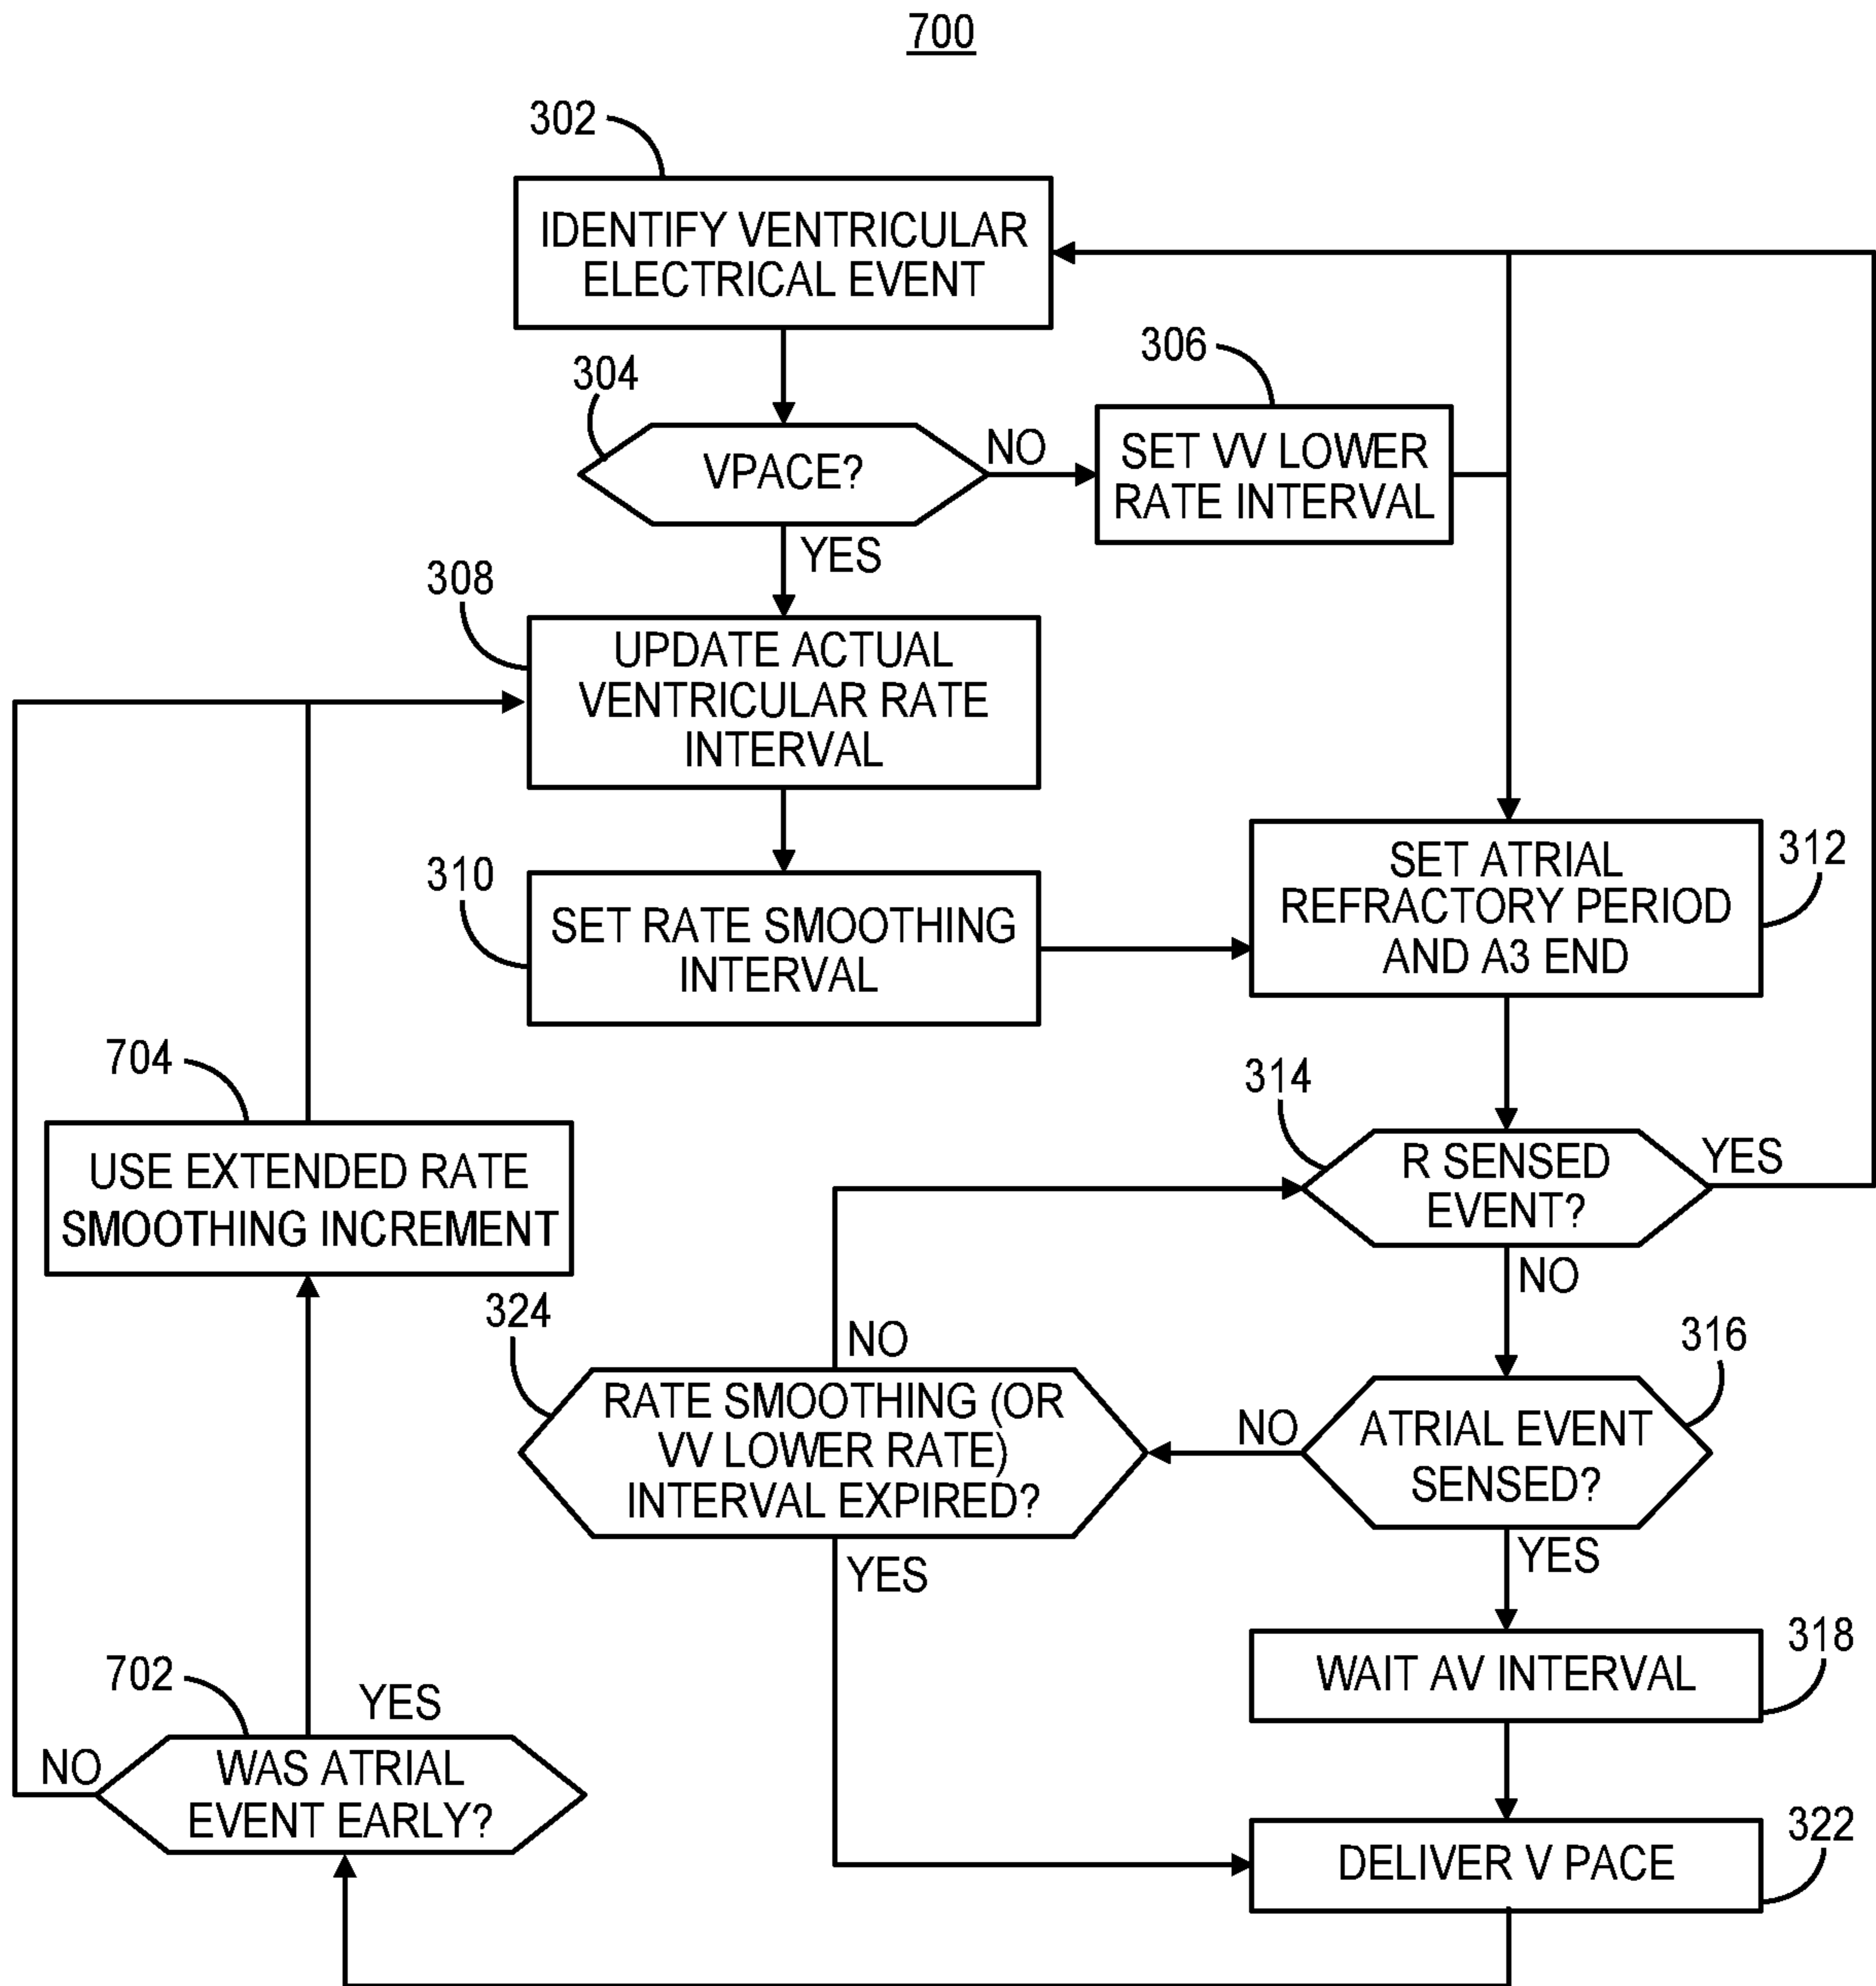 700
302
IDENTIFY VENTRICULAR
ELECTRICAL EVENT
304
VPACE?
NO
YES
306
SET VV LOWER
RATE INTERVAL
308
UPDATE ACTUAL
VENTRICULAR RATE
INTERVAL
310
SET RATE SMOOTHING
INTERVAL
312
SET ATRIAL
REFRACTORY PERIOD
AND A3 END
704
USE EXTENDED RATE
SMOOTHING INCREMENT
314
R SENSED
EVENT?
YES
NO
324
NO
RATE SMOOTHING (OR
VV LOWER RATE)
INTERVAL EXPIRED?
YES
316
NO
ATRIAL EVENT
SENSED?
YES
318
WAIT AV INTERVAL
702
YES
NO
WAS ATRIAL
EVENT EARLY?
322
DELIVER V PACE